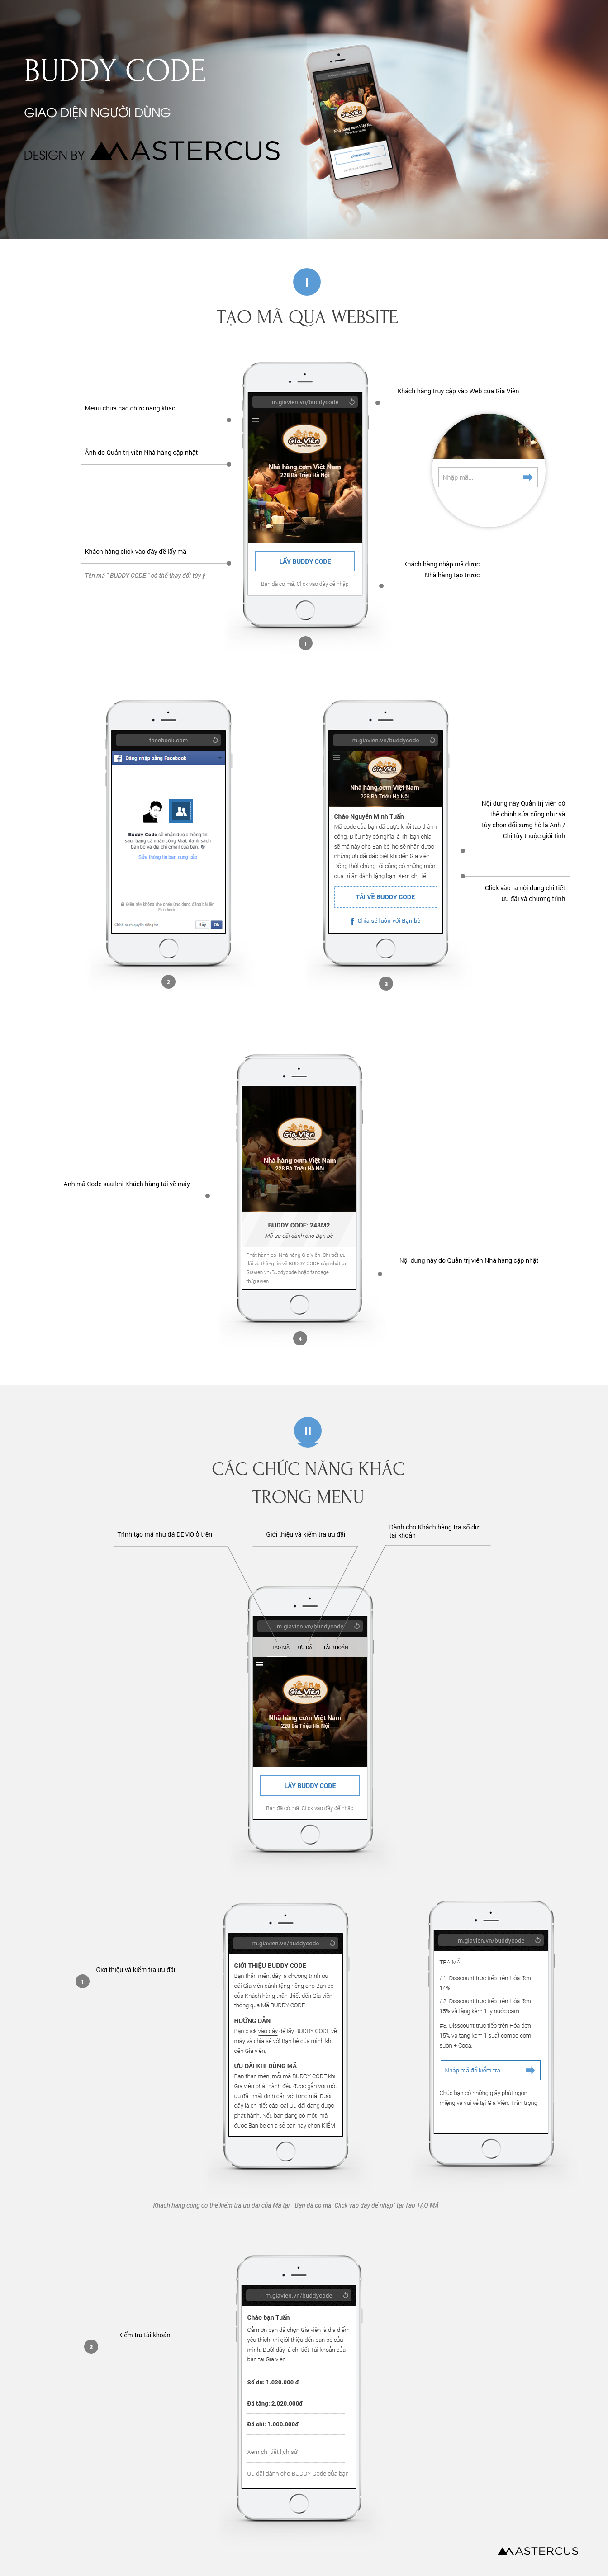 BUDDY CODE
GIAO DIỆN NGƯỜI DÙNG
DESIGN BY MASTERCUS
Nhà hàng cơm Việt Nam
LẤY BUDDY CODE
I
TẠO MÃ QUA WEBSITE
Khách hàng truy cập vào Web của Gia Viên
Menu chứa các chức năng khác
Ảnh do Quản trị viên Nhà hàng cập nhật
Khách hàng click vào đây để lấy mã
Tên mã " BUDDY CODE " có thể thay đổi tùy ý
m.giavien.vn/buddycode
Gia Viên
Nhà hàng cơm Việt Nam
228 Bà Triệu Hà Nội
LẤY BUDDY CODE
Bạn đã có mã. Click vào đây để nhập
Nhập mã...
Khách hàng nhập mã được
Nhà hàng tạo trước
1
facebook.com
Đăng nhập bằng Facebook
Buddy Code sẽ nhận được thông tin
sau: trang cá nhân công khai, danh sách
bạn bè và địa chỉ email của bạn.
Sửa thông tin bạn cung cấp
Điều này không cho phép ứng dụng đăng bài lên
Facebook.
Chính sách quyền riêng tư
Hủy
Ok
2
m.giavien.vn/buddycode
Gia Viên
Nhà hàng cơm Việt Nam
228 Bà Triệu Hà Nội
Chào Nguyễn Minh Tuấn
Mã code của bạn đã được khởi tạo thành
công. Điều này có nghĩa là khi bạn chia
sẻ mã này cho Bạn bè, họ sẽ nhận được
những ưu đãi đặc biệt khi đến Gia viên.
Đồng thời chúng tôi cũng có những món
quà tri ân dành tặng bạn. Xem chi tiết.
TẢI VỀ BUDDY CODE
Chia sẻ luôn với Bạn bè
3
Nội dung này Quản trị viên có
thể chỉnh sửa cũng như và
tùy chọn đổi xưng hô là Anh /
Chị tùy thuộc giới tính
Click vào ra nội dung chi tiết
ưu đãi và chương trình
Ảnh mã Code sau khi Khách hàng tải về máy
Gia Viên
Nhà hàng cơm Việt Nam
228 Bà Triệu Hà Nội
BUDDY CODE: 248M2
Mã ưu đãi dành cho Bạn bè
Phát hành bởi Nhà hàng Gia Viên. Chi tiết ưu
đãi và thông tin về BUDDY CODE cập nhật tại
Giavien.vn/Buddycode hoặc fanpage
fb/giavien
Nội dung này do Quản trị viên Nhà hàng cập nhật
4
II
CÁC CHỨC NĂNG KHÁC
TRONG MENU
Trình tạo mã như đã DEMO ở trên
Giới thiệu và kiểm tra ưu đãi
Dành cho Khách hàng tra số dư
tài khoản
m.giavien.vn/buddycode
TẠO MÃ
ƯU ĐÃI
TÀI KHOẢN
Gia Viên
Nhà hàng cơm Việt Nam
228 Bà Triệu Hà Nội
LẤY BUDDY CODE
Bạn đã có mã. Click vào đây để nhập.
Giới thiệu và kiểm tra ưu đãi
1
m.giavien.vn/buddycode
GIỚI THIỆU BUDDY CODE
Bạn thân mến, đây là chương trình ưu
đãi Gia viên dành tặng riêng cho Bạn bè
của Khách hàng thân thiết đến Gia viên
thông qua Mã BUDDY CODE.
HƯỚNG DẪN
Bạn click vào đây để lấy BUDDY CODE về
máy và chia sẻ với Bạn bè của mình khi
đến Gia viên.
ƯU ĐÃI KHI DÙNG MÃ
Bạn thân mến, mỗi mã BUDDY CODE khi
Gia viên phát hành đều được gắn với một
ưu đãi nhất định gắn với từng mã. Dưới
đây là chi tiết các loại Ưu đãi đang được
phát hành. Nếu bạn đang có một mã
được Bạn bè chia sẻ bạn hãy chọn KIỂM
m.giavien.vn/buddycode
TRA MÃ.
#1. Disscount trực tiếp trên Hóa đơn
14%.
#2. Disscount trực tiếp trên Hóa đơn
15% và tặng kèm 1 ly nước cam.
#3. Disscount trực tiếp trên Hóa đơn
15% và tặng kèm 1 suất combo cơm
sườn + Coca.
Nhập mã để kiểm tra
Chúc bạn có những giây phút ngon
miệng và vui vẻ tại Gia Viên. Trân trọng
Khách hàng cũng có thể kiểm tra ưu đãi của Mã tại " Bạn đã có mã. Click vào đây để nhập" tại Tab TẠO MÃ
Kiểm tra tài khoản
2
m.giavien.vn/buddycode
Chào bạn Tuấn
Cảm ơn bạn đã chọn Gia viên là địa điểm
yêu thích khi giới thiệu đến bạn bè của
mình. Dưới đây là chi tiết Tài khoản của
bạn tại Gia viên
Số dư: 1.020.000 đ
Đã tặng: 2.020.000đ
Đã chi: 1.000.000đ
Xem chi tiết lịch sử
Ưu đãi dành cho BUDDY Code của bạn
MASTERCUS